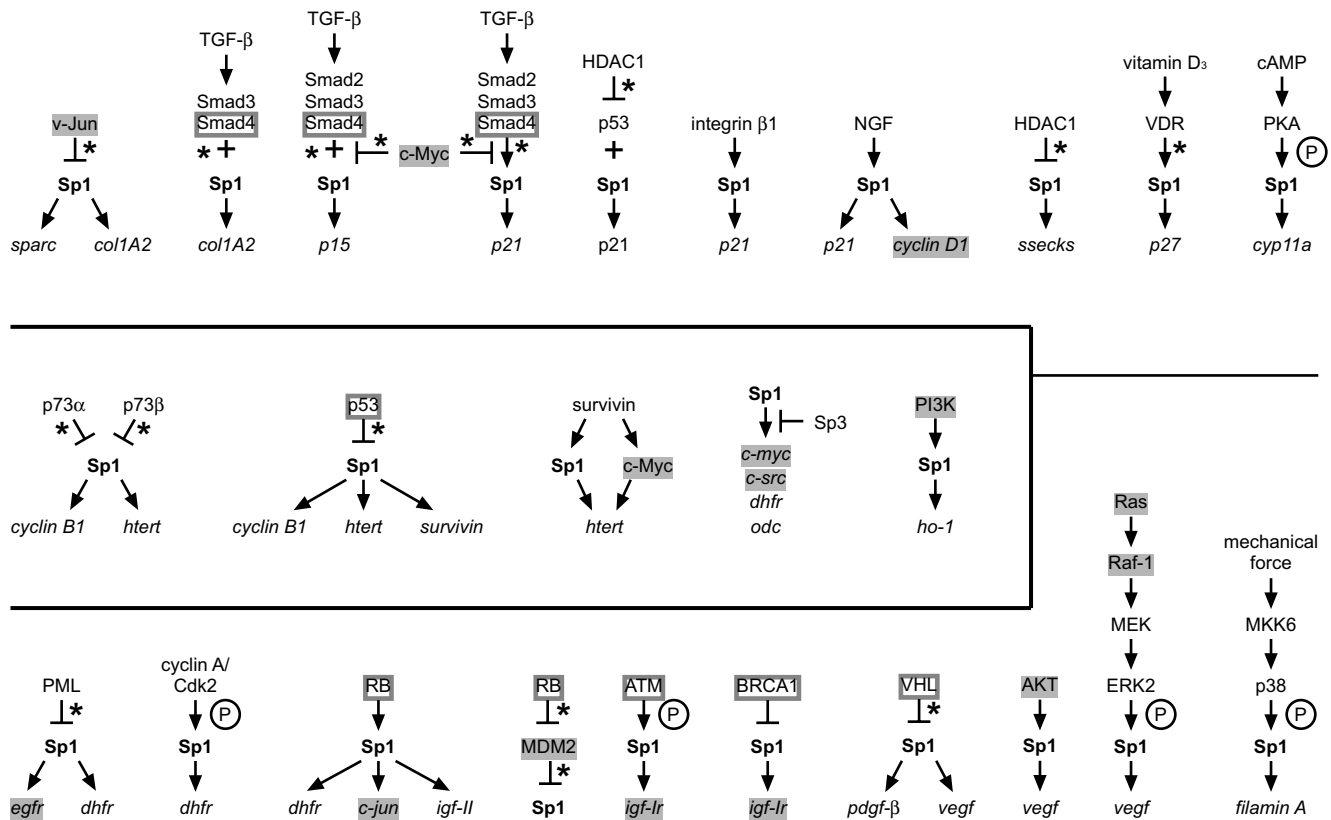 TGF-β TGF-β
TGF-β HDAC1 vitamin D₃ cAMP
Smad2 Smad2
Smad3 Smad3 Smad3
v-Jun Smad4 Smad4 Smad4 p53 integrin β1 NGF HDAC1 VDR PKA
* * + * + * c-Myc * * + * * P
Sp1 Sp1 Sp1 Sp1 Sp1 Sp1 Sp1 Sp1 Sp1 Sp1
sparc col1A2 col1A2 p15 p21 p21 p21 p21 cyclin D1 ssecks p27 cyp11a
p73α p73β p53 survivin Sp1 PI3K
* * * Sp3
Sp1 Sp1 Sp1 c-Myc c-myc Sp1
c-src
cyclin B1 htert cyclin B1 htert survivin htert dhfr ho-1
odc
Ras
mechanical
force
Raf-1
MEK MKK6
cyclin A/
PML Cdk2 RB RB ATM BRCA1 VHL AKT ERK2 p38
* P * P * P P
Sp1 Sp1 Sp1 MDM2 Sp1 Sp1 Sp1 Sp1 Sp1 Sp1
*
egfr dhfr dhfr dhfr c-jun igf-II Sp1 igf-Ir igf-Ir pdgf-β vegf vegf vegf filamin A